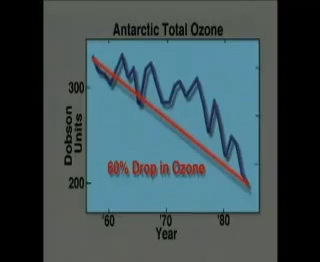 Antarctic Total Ozone
300
200
Dobson
Units
60% Drop in Ozone
'60
'70
'80
Year